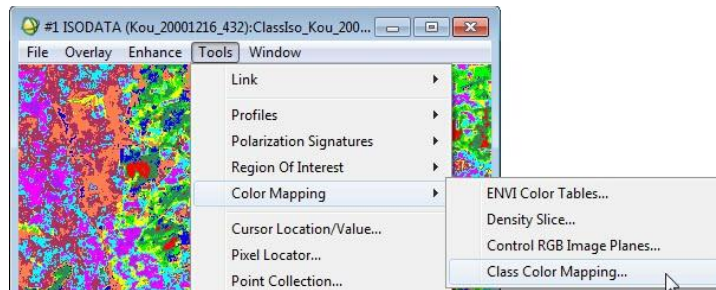 #1 ISODATA (Kou_20001216_432):ClassIso_Kou_200...
File Overlay Enhance Tools Window
Link
Profiles
Polarization Signatures
Region Of Interest
Color Mapping
Cursor Location/Value...
Pixel Locator...
Point Collection...
ENVI Color Tables...
Density Slice...
Control RGB Image Planes...
Class Color Mapping...